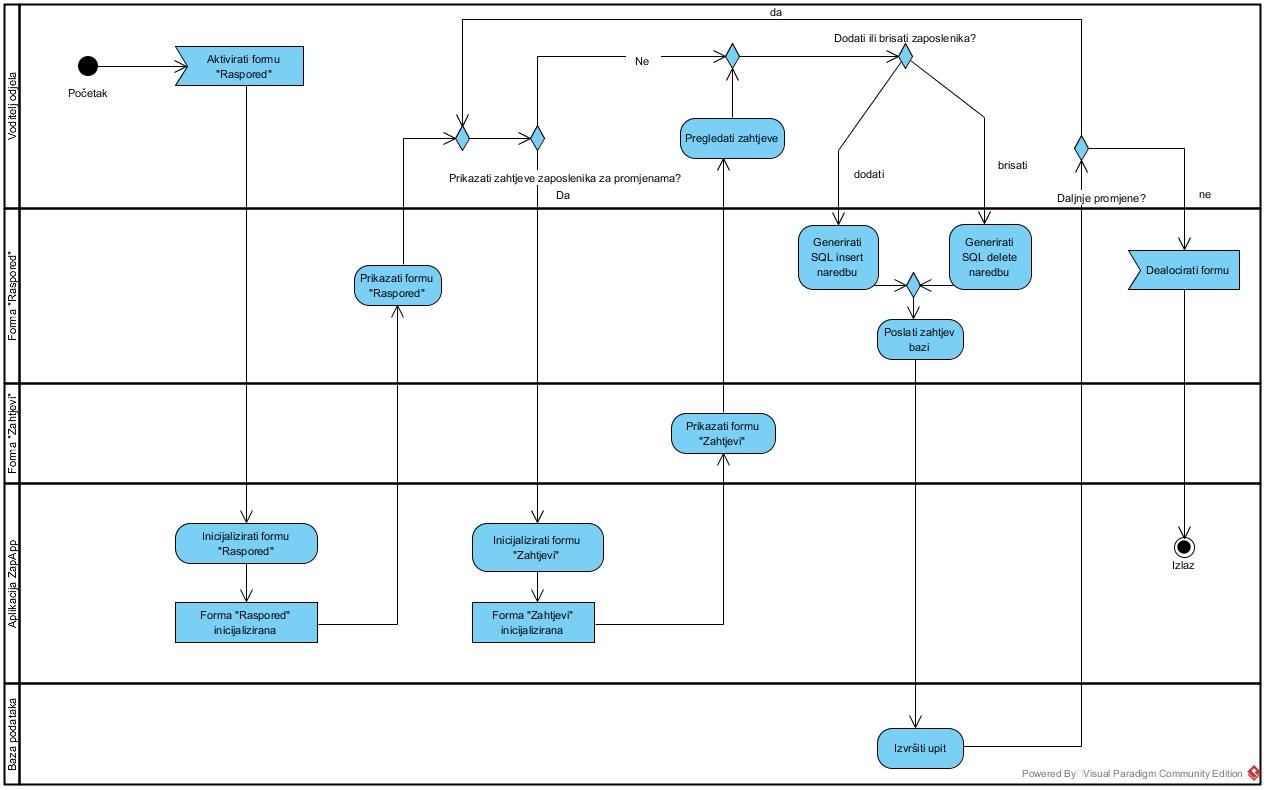 da
Voditelj odjela
Početak
Aktivirati formu
"Raspored"
Ne
Dodati ili brisati zaposlenika?
Pregledati zahtjeve
Prikazati zahtjeve zaposlenika za promjenama?
Da
dodati
brisati
Daljnje promjene?
ne
Forma "Raspored"
Prikazati formu
"Raspored"
Generirati
SQL insert
naredbu
Generirati
SQL delete
naredbu
Dealocirati formu
Poslati zahtjev
bazi
Forma "Zahtjevi"
Prikazati formu
"Zahtjevi"
Aplikacija ZapApp
Inicijalizirati formu
"Raspored"
Inicijalizirati formu
"Zahtjevi"
Izlaz
Forma "Raspored"
inicijalizirana
Forma "Zahtjevi"
inicijalizirana
Baza podataka
Izvršiti upit
Powered By Visual Paradigm Community Edition